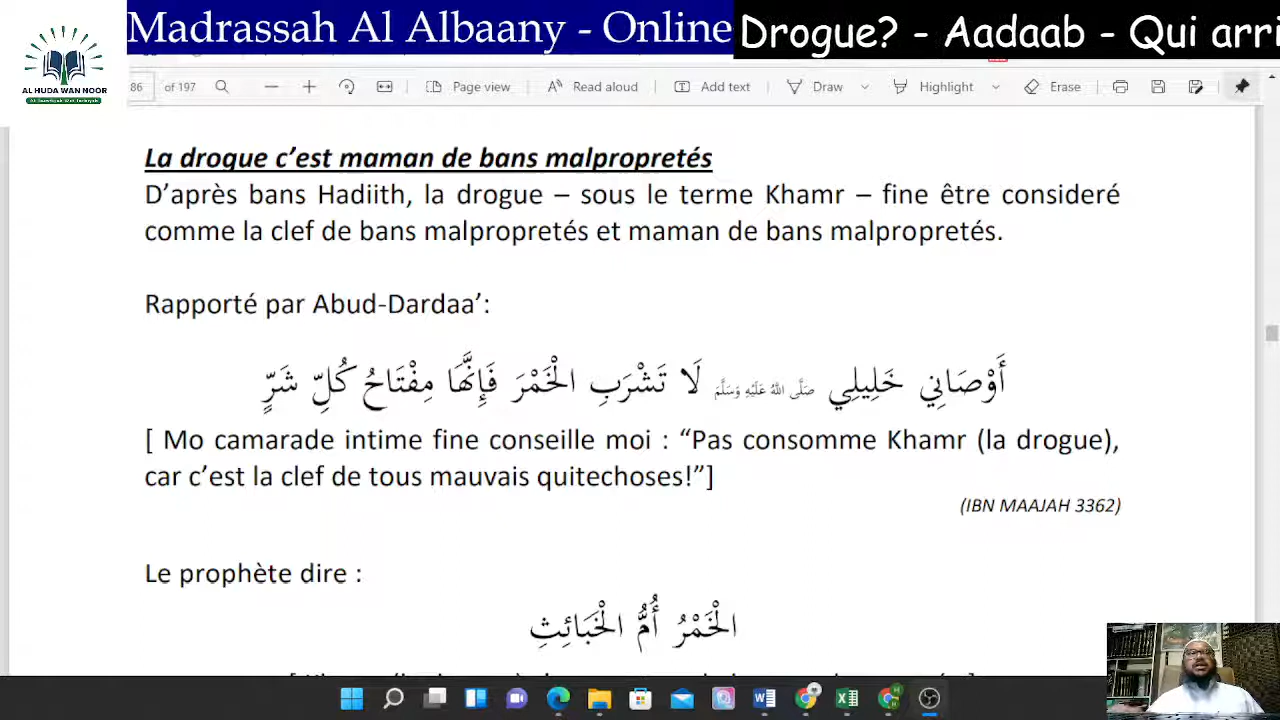 Madrassah Al Albaany - Online
Drogue? - Aadaab - Qui arri
AL HUDA WAN NOOR
86 of 197
Page view
Read aloud
Add text
Draw
Highlight
Erase
La drogue c’est maman de bans malpropretés
D’après bans Hadiith, la drogue – sous le terme Khamr – fine être consideré
comme la clef de bans malpropretés et maman de bans malpropretés.
Rapporté par Abud-Dardaa’:
أَوْصَانِي خَلِيلِي صَلَّى اللهُ عَلَيْهِ وَسَلَّمَ لَا تَشْرَبِ الْخَمْرَ فَإِنَّهَا مِفْتَاحُ كُلِّ شَرٍّ
[ Mo camarade intime fine conseille moi : “Pas consomme Khamr (la drogue),
car c’est la clef de tous mauvais quitechoses!”]
(IBN MAAJAH 3362)
Le prophète dire :
الْخَمْرُ أُمُّ الْخَبَائِثِ